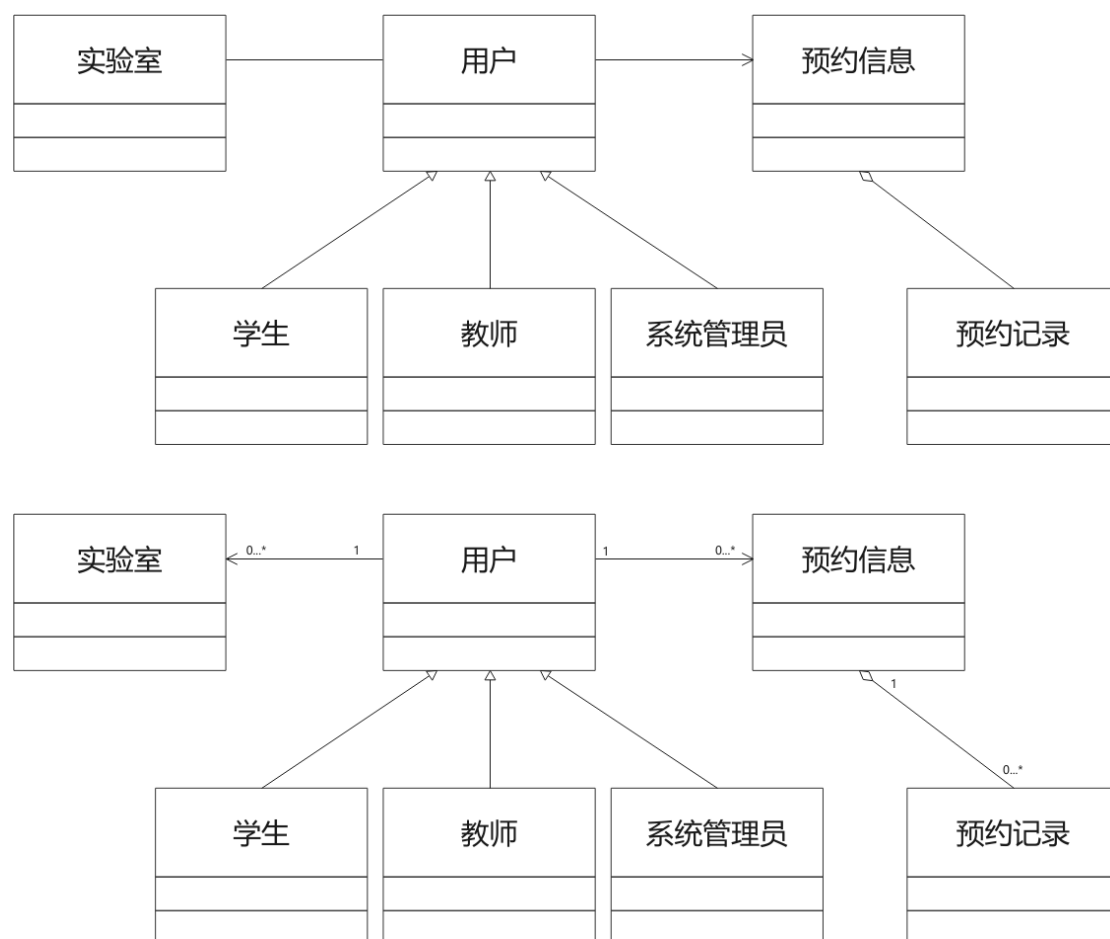 实验室 用户 预约信息
学生 教师 系统管理员 预约记录
实验室 0...* 1 用户 1 0...* 预约信息
1
0...*
学生 教师 系统管理员 预约记录